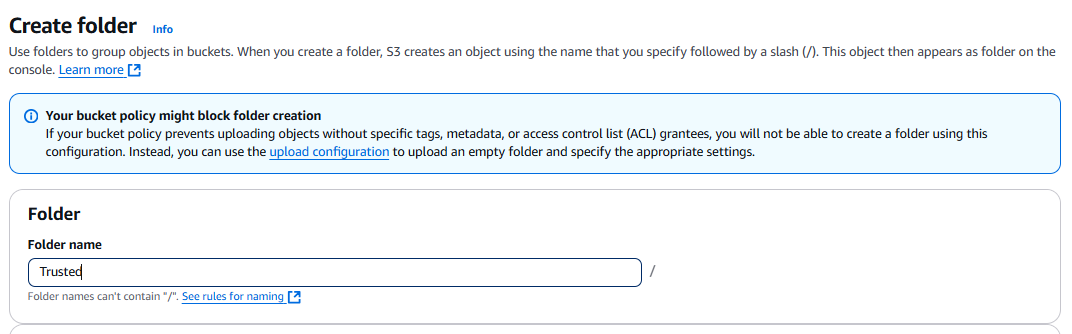 Create folder Info
Use folders to group objects in buckets. When you create a folder, S3 creates an object using the name that you specify followed by a slash (/). This object then appears as folder on the
console. Learn more
Your bucket policy might block folder creation
If your bucket policy prevents uploading objects without specific tags, metadata, or access control list (ACL) grantees, you will not be able to create a folder using this
configuration. Instead, you can use the upload configuration to upload an empty folder and specify the appropriate settings.
Folder
Folder name
Trusted /
Folder names can't contain "/". See rules for naming